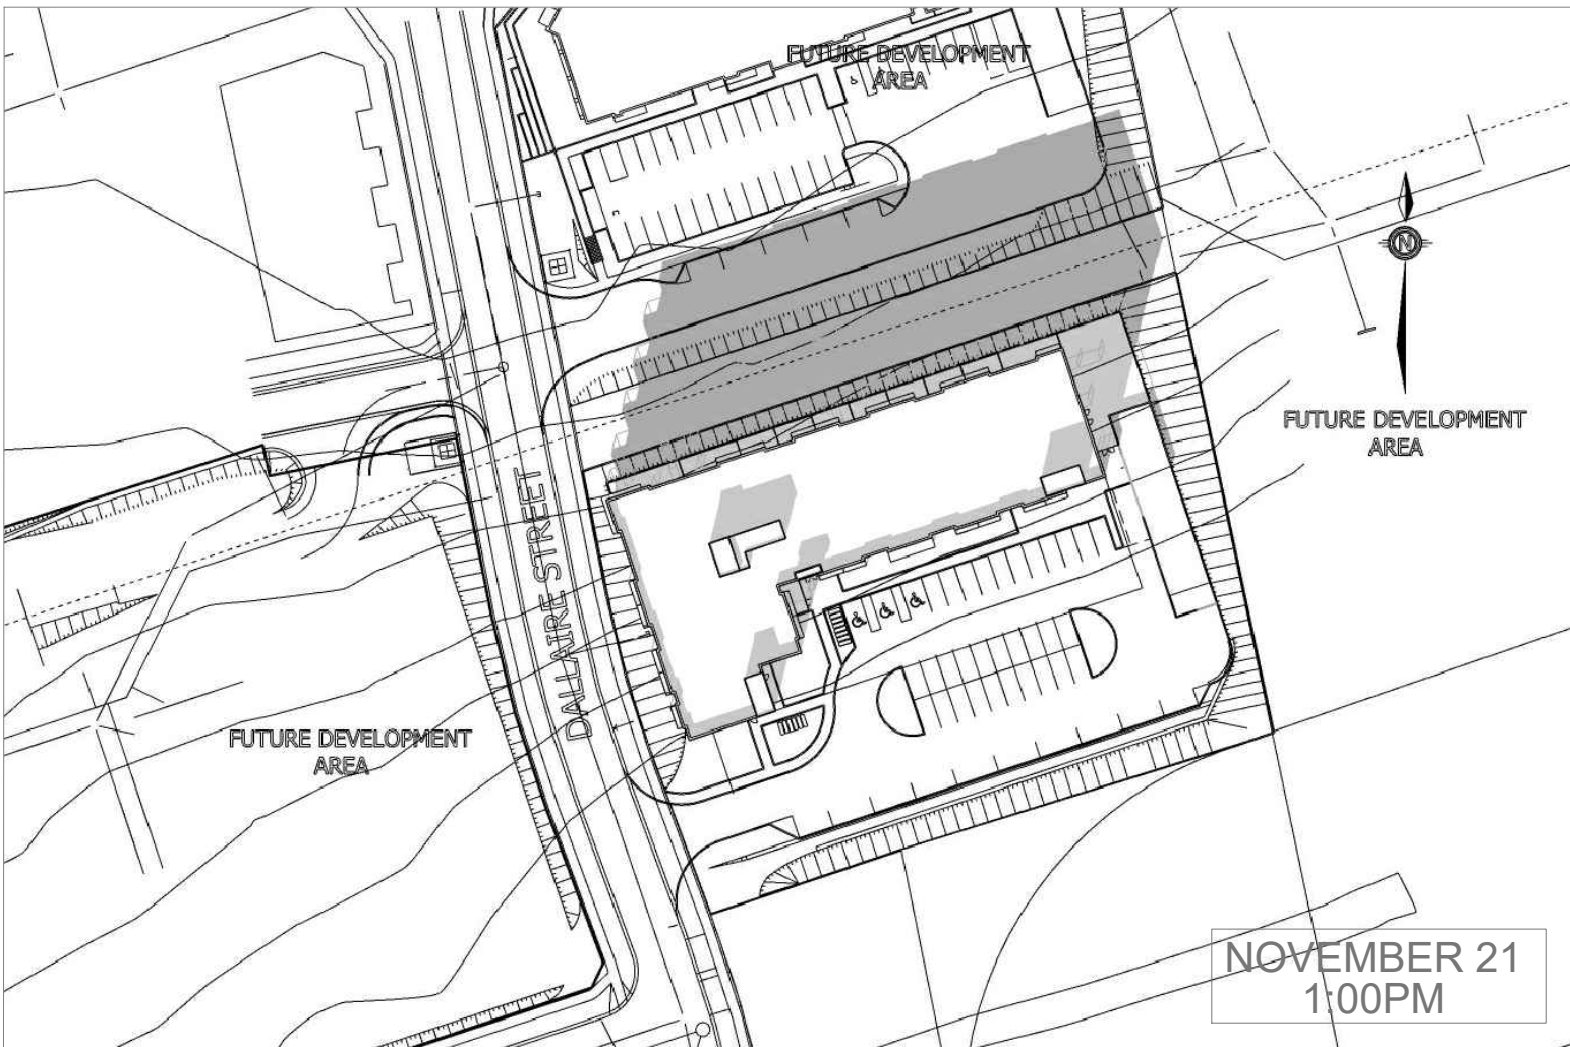 FUTURE DEVELOPMENT
AREA
N
FUTURE DEVELOPMENT
AREA
DALLAIRE STREET
FUTURE DEVELOPMENT
AREA
NOVEMBER 21
1:00PM